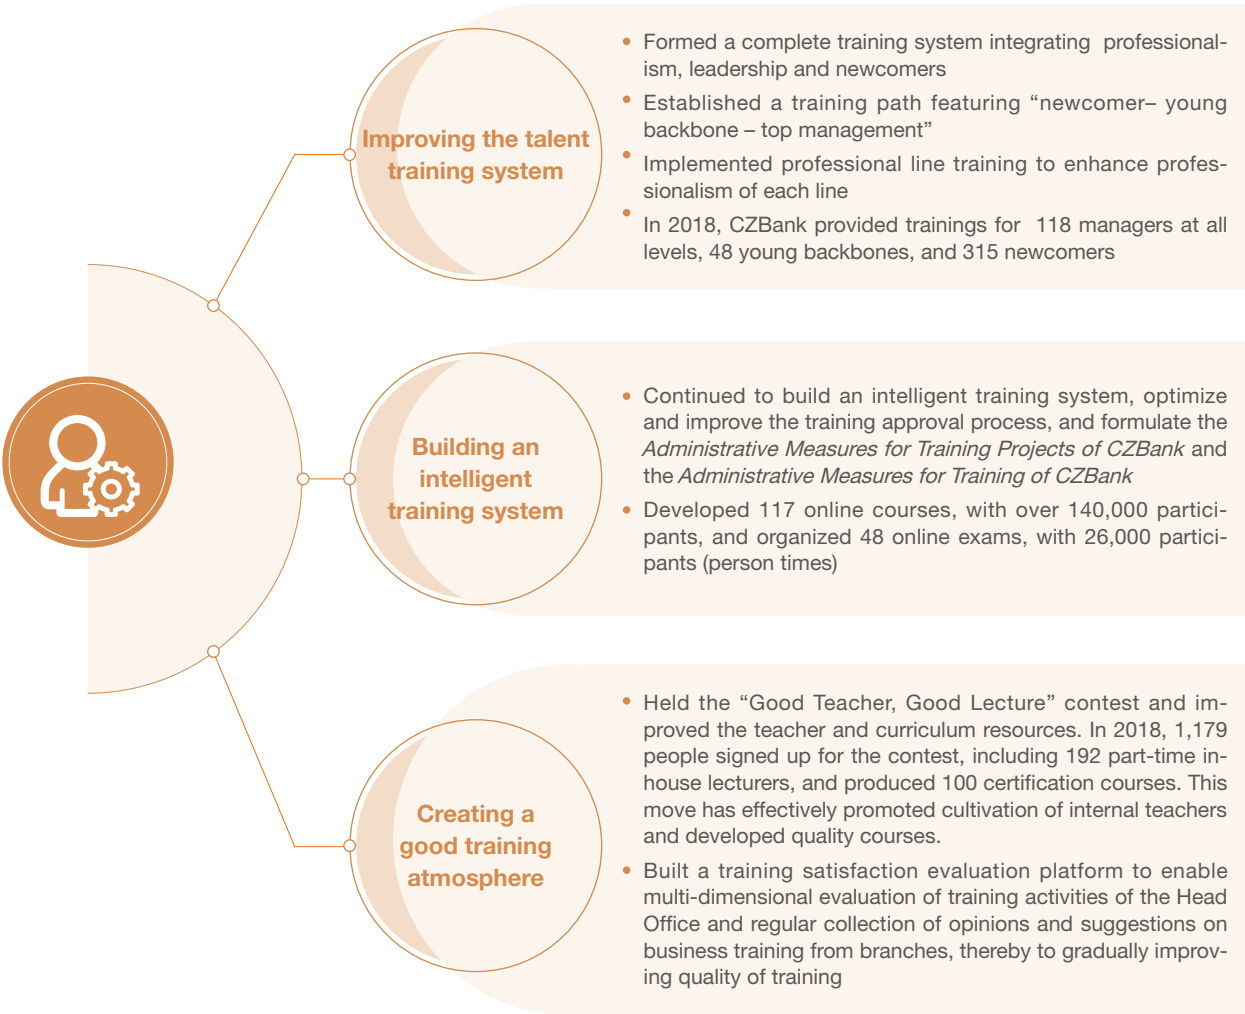 Improving the talent
training system
• Formed a complete training system integrating professional-
ism, leadership and newcomers
• Established a training path featuring “newcomer– young
backbone – top management”
• Implemented professional line training to enhance profes-
sionalism of each line
• In 2018, CZBank provided trainings for 118 managers at all
levels, 48 young backbones, and 315 newcomers
Building an
intelligent
training system
• Continued to build an intelligent training system, optimize
and improve the training approval process, and formulate the
Administrative Measures for Training Projects of CZBank and
the Administrative Measures for Training of CZBank
• Developed 117 online courses, with over 140,000 partici-
pants, and organized 48 online exams, with 26,000 partici-
pants (person times)
Creating a
good training
atmosphere
• Held the “Good Teacher, Good Lecture” contest and im-
proved the teacher and curriculum resources. In 2018, 1,179
people signed up for the contest, including 192 part-time in-
house lecturers, and produced 100 certification courses. This
move has effectively promoted cultivation of internal teachers
and developed quality courses.
• Built a training satisfaction evaluation platform to enable
multi-dimensional evaluation of training activities of the Head
Office and regular collection of opinions and suggestions on
business training from branches, thereby to gradually improv-
ing quality of training